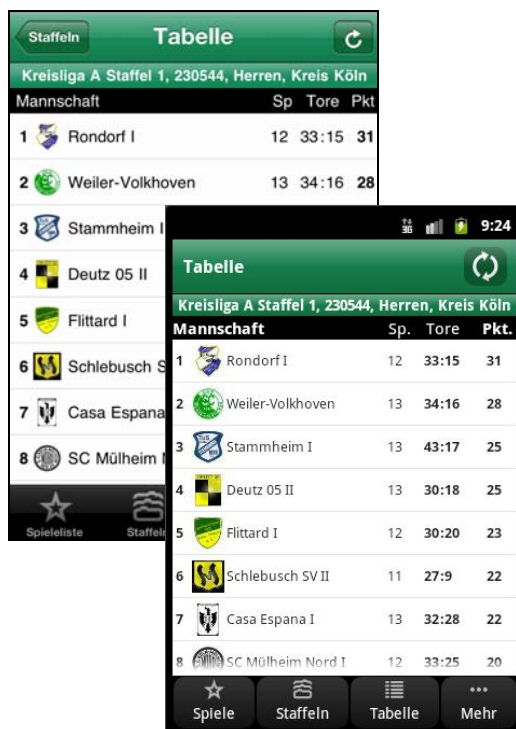 Staffeln Tabelle
Kreisliga A Staffel 1, 230544, Herren, Kreis Köln
Mannschaft Sp Tore Pkt
1 Rondorf I 12 33:15 31
2 Weiler-Volkhoven 13 34:16 28
3 Stammheim I
4 Deutz 05 II
5 Flittard I
6 Schlebusch S
7 Casa Espana
8 SC Mülheim
Spieleliste Staffeln
3G 9:24
Tabelle
Kreisliga A Staffel 1, 230544, Herren, Kreis Köln
Mannschaft Sp. Tore Pkt.
1 Rondorf I 12 33:15 31
2 Weiler-Volkhoven 13 34:16 28
3 Stammheim I 13 43:17 25
4 Deutz 05 II 13 30:18 25
5 Flittard I 12 30:20 23
6 Schlebusch SV II 11 27:9 22
7 Casa Espana I 13 32:28 22
8 SC Mülheim Nord I 12 33:25 20
Spiele Staffeln Tabelle Mehr